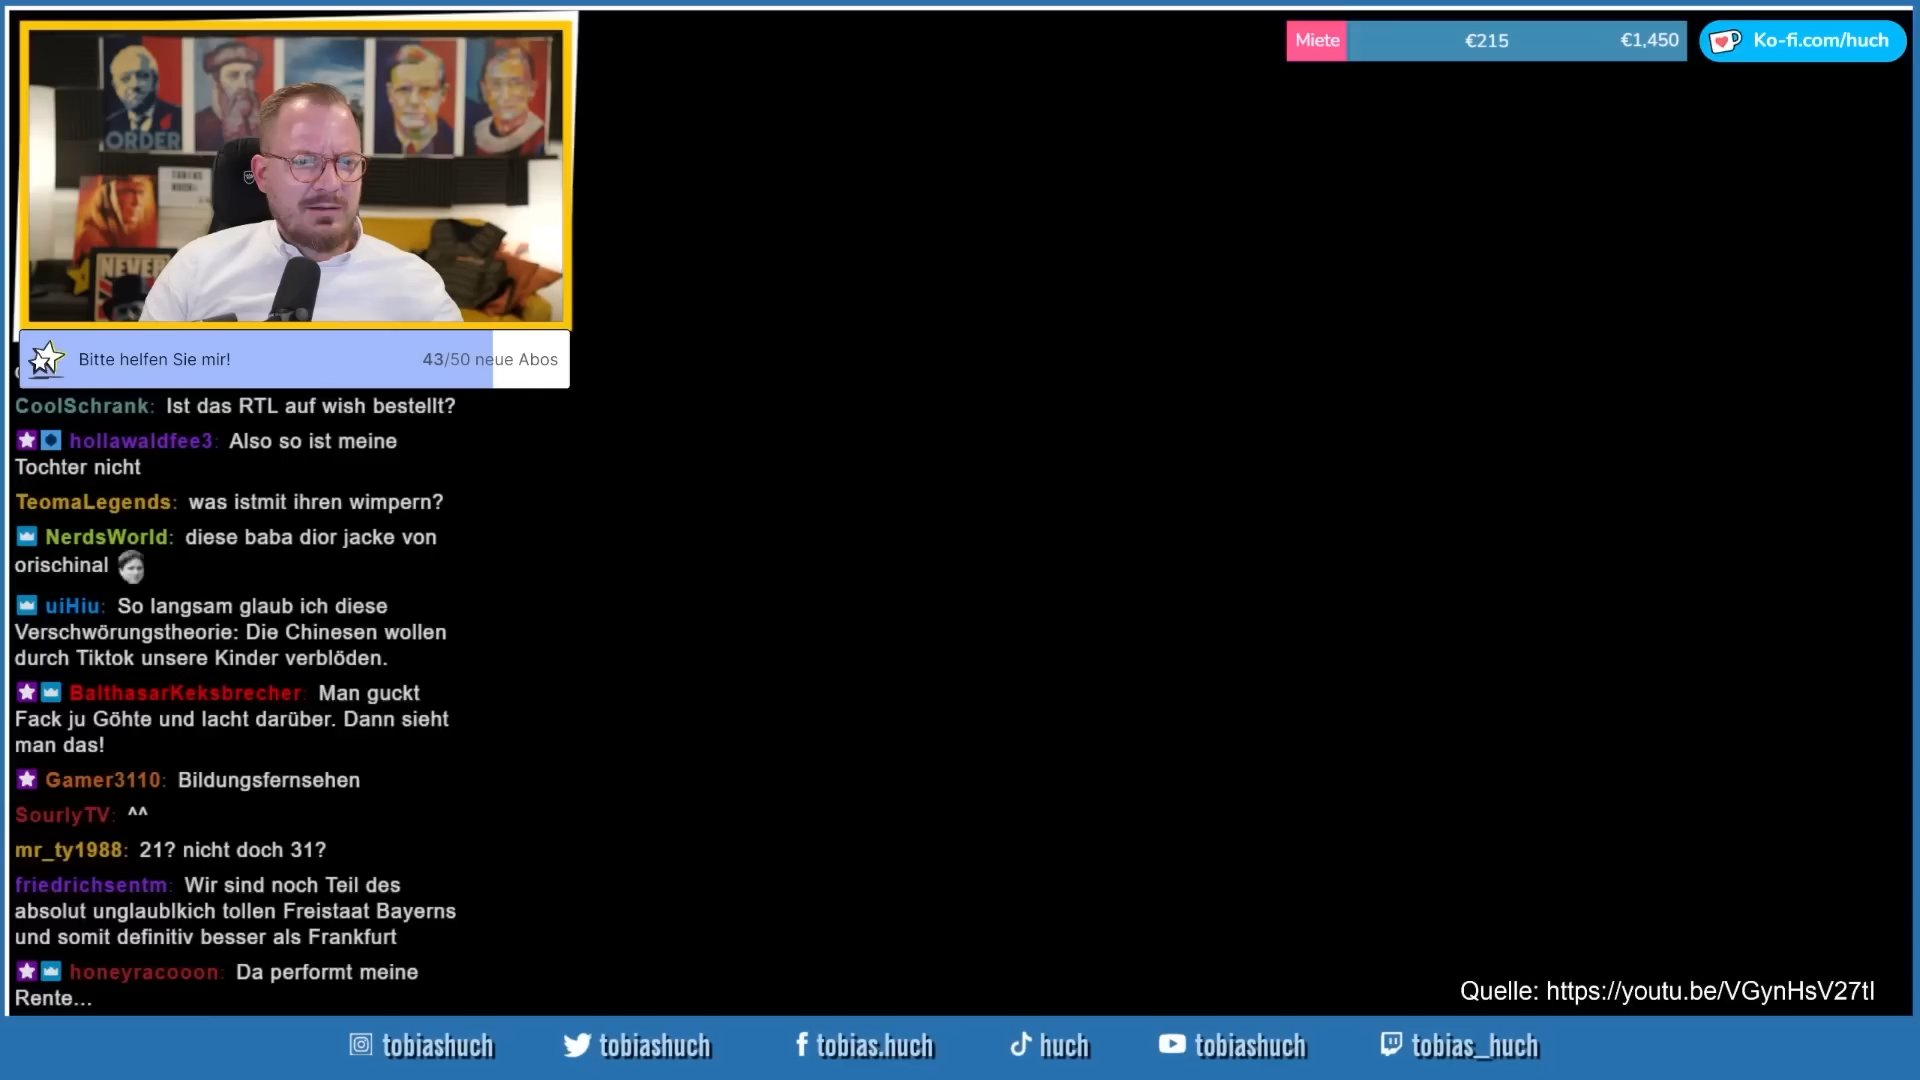 ORDER
NEVER
Miete €215 €1,450
Ko-fi.com/huch
Bitte helfen Sie mir! 43/50 neue Abos
CoolSchrank: Ist das RTL auf wish bestellt?
hollawaldfee3: Also so ist meine
Tochter nicht
TeomaLegends: was istmit ihren wimpern?
NerdsWorld: diese baba dior jacke von
orischinal
uiHiu: So langsam glaub ich diese
Verschwörungstheorie: Die Chinesen wollen
durch Tiktok unsere Kinder verblöden.
BalthasarKeksbrecher: Man guckt
Fack ju Göhte und lacht darüber. Dann sieht
man das!
Gamer3110: Bildungsfernsehen
SourlyTV: ^^
mr_ty1988: 21? nicht doch 31?
friedrichsentm: Wir sind noch Teil des
absolut unglaublkich tollen Freistaat Bayerns
und somit definitiv besser als Frankfurt
honeyracooon: Da performt meine
Rente...
Quelle: https://youtu.be/VGynHsV27tI
tobiashuch tobiashuch tobias.huch huch tobiashuch tobias_huch